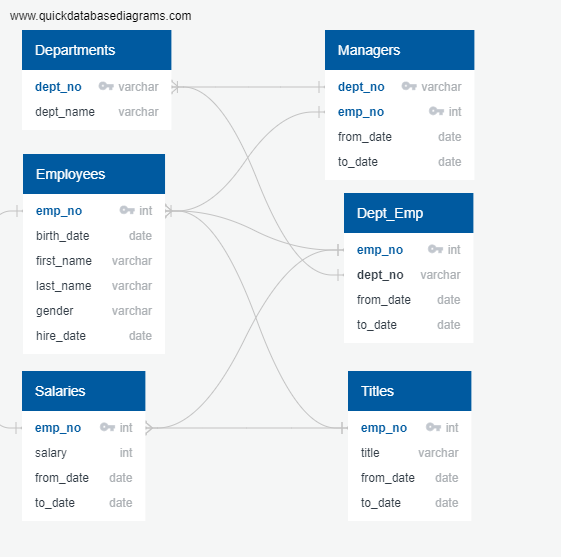 www.quickdatabasediagrams.com
Departments
dept_no varchar
dept_name varchar
Managers
dept_no varchar
emp_no int
from_date date
to_date date
Employees
emp_no int
birth_date date
first_name varchar
last_name varchar
gender varchar
hire_date date
Dept_Emp
emp_no int
dept_no varchar
from_date date
to_date date
Salaries
emp_no int
salary int
from_date date
to_date date
Titles
emp_no int
title varchar
from_date date
to_date date